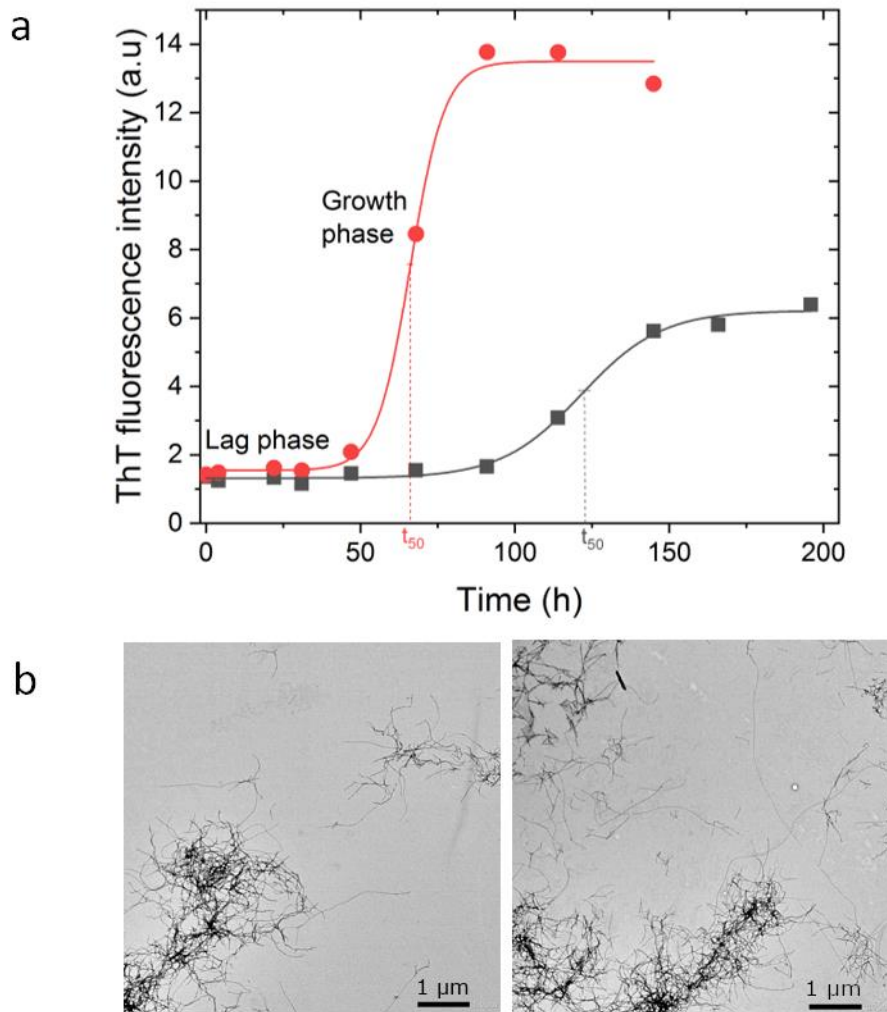 a
ThT fluorescence intensity (a.u)
14
12
10
8
6
4
2
0
Growth
phase
Lag phase
t50
t50
0
50
100
150
200
Time (h)
b
1 µm
1 µm